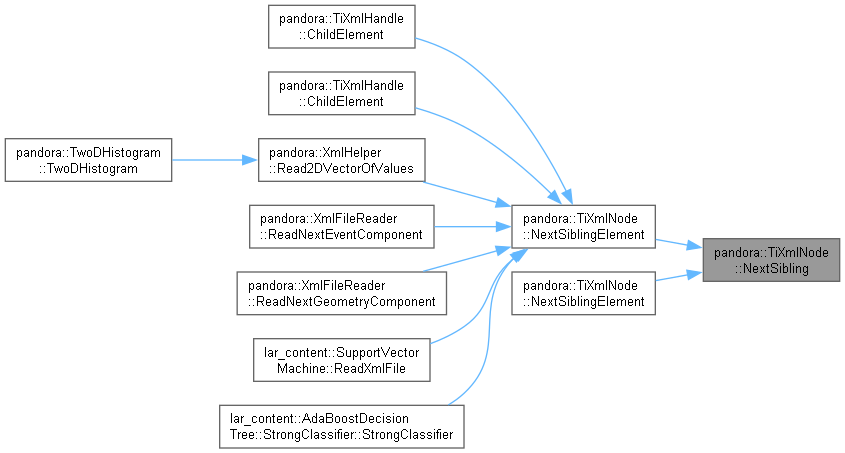 pandora::TiXmlHandle
::ChildElement
pandora::TiXmlHandle
::ChildElement
pandora::TwoDHistogram
::TwoDHistogram
pandora::XmlHelper
::Read2DVectorOfValues
pandora::XmlFileReader
::ReadNextEventComponent
pandora::TiXmlNode
::NextSiblingElement
pandora::TiXmlNode
::NextSibling
pandora::XmlFileReader
::ReadNextGeometryComponent
pandora::TiXmlNode
::NextSiblingElement
lar_content::SupportVector
Machine::ReadXmlFile
lar_content::AdaBoostDecision
Tree::StrongClassifier::StrongClassifier